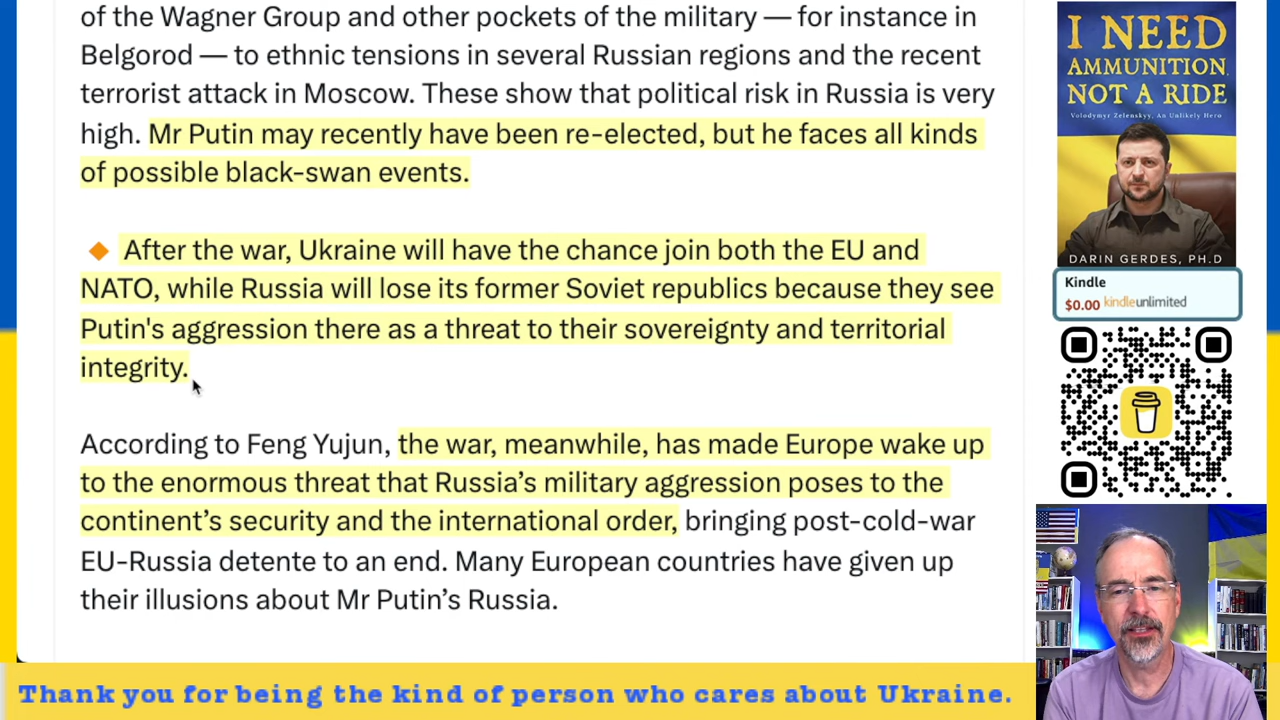 of the Wagner Group and other pockets of the military — for instance in
Belgorod — to ethnic tensions in several Russian regions and the recent
terrorist attack in Moscow. These show that political risk in Russia is very
high. Mr Putin may recently have been re-elected, but he faces all kinds
of possible black-swan events.
After the war, Ukraine will have the chance join both the EU and
NATO, while Russia will lose its former Soviet republics because they see
Putin's aggression there as a threat to their sovereignty and territorial
integrity.
According to Feng Yujun, the war, meanwhile, has made Europe wake up
to the enormous threat that Russia’s military aggression poses to the
continent’s security and the international order, bringing post-cold-war
EU-Russia detente to an end. Many European countries have given up
their illusions about Mr Putin’s Russia.
I NEED
AMMUNITION,
NOT A RIDE
Volodymyr Zelenskyy, An Unlikely Hero
DARIN GERDES, PH.D
Kindle
$0.00 kindleunlimited
Thank you for being the kind of person who cares about Ukraine.